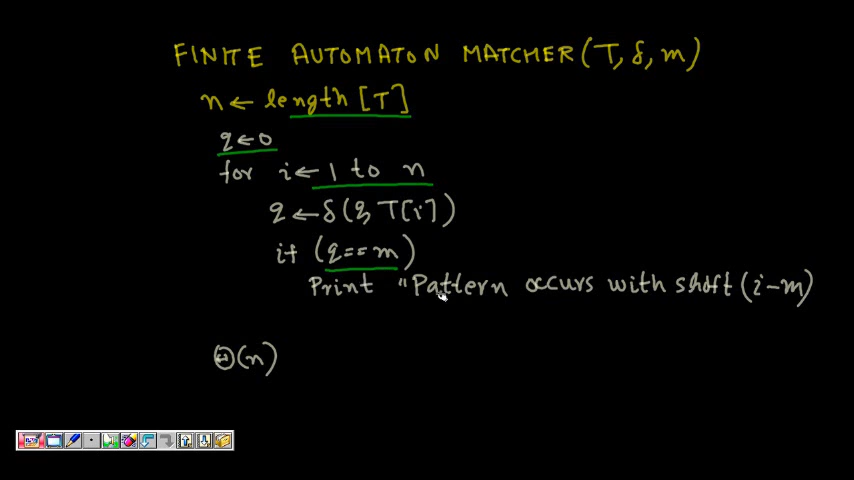 FINITE AUTOMATON MATCHER(T, δ, m)
n ← length [T]
q ← 0
for i ← 1 to n
q ← δ(q, T[i])
if (q == m)
Print "Pattern occurs with shift (i-m)
Θ(n)